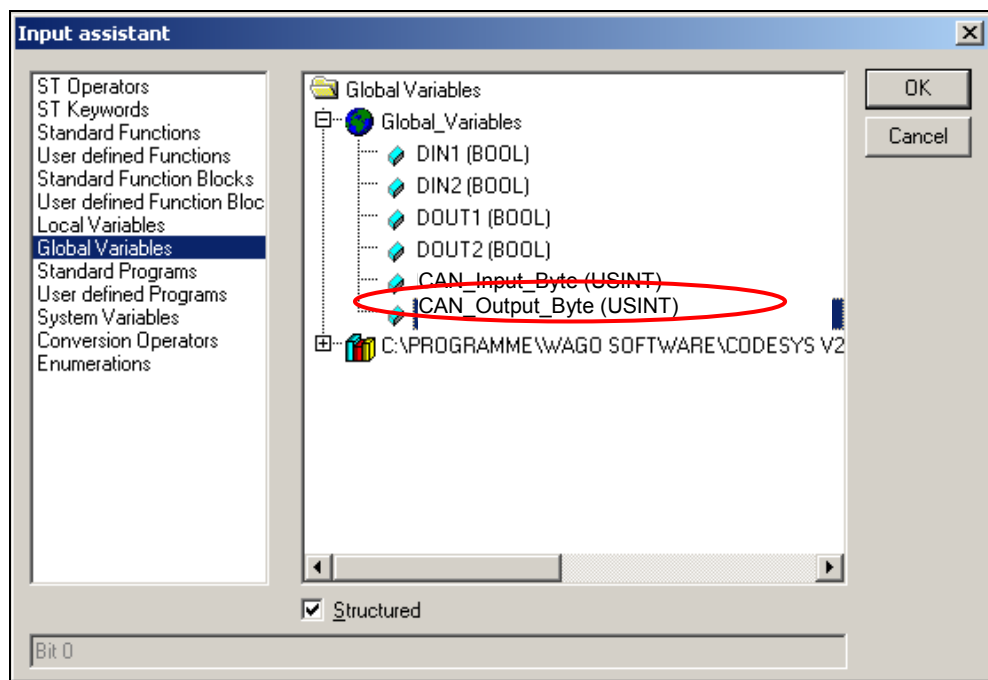 Input assistant
ST Operators
ST Keywords
Standard Functions
User defined Functions
Standard Function Blocks
User defined Function Bloc
Local Variables
Global Variables
Standard Programs
User defined Programs
System Variables
Conversion Operators
Enumerations
Global Variables
Global_Variables
DIN1 (BOOL)
DIN2 (BOOL)
DOUT1 (BOOL)
DOUT2 (BOOL)
CAN_Input_Byte (USINT)
CAN_Output_Byte (USINT)
C:\PROGRAMME\WAGO SOFTWARE\CODESYS V2
OK
Cancel
Structured
Bit 0